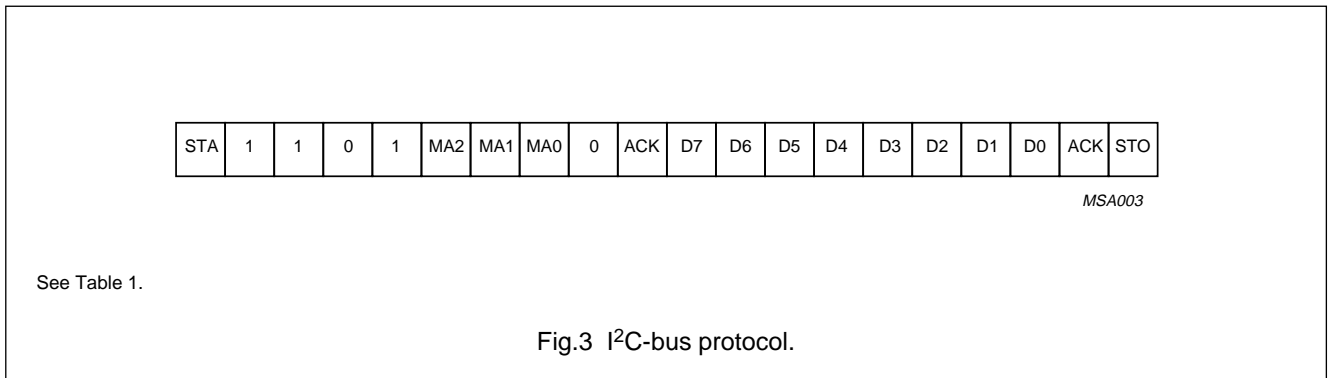 STA 1 1 0 1 MA2 MA1 MA0 0 ACK D7 D6 D5 D4 D3 D2 D1 D0 ACK STO
MSA003
See Table 1.
Fig.3 I²C-bus protocol.